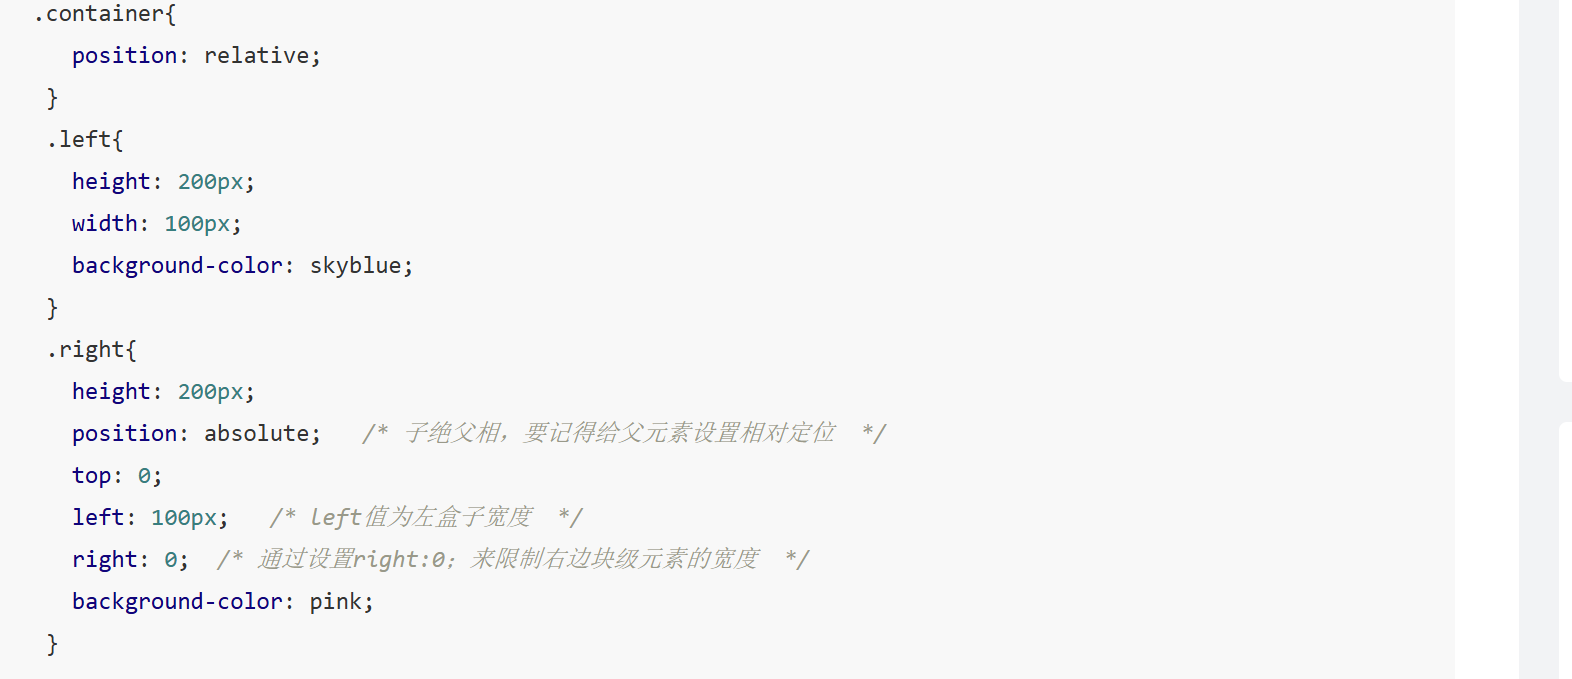 .container{
position: relative;
}
.left{
height: 200px;
width: 100px;
background-color: skyblue;
}
.right{
height: 200px;
position: absolute; /* 子绝父相，要记得给父元素设置相对定位 */
top: 0;
left: 100px; /* left值为左盒子宽度 */
right: 0; /* 通过设置right:0；来限制右边块级元素的宽度 */
background-color: pink;
}